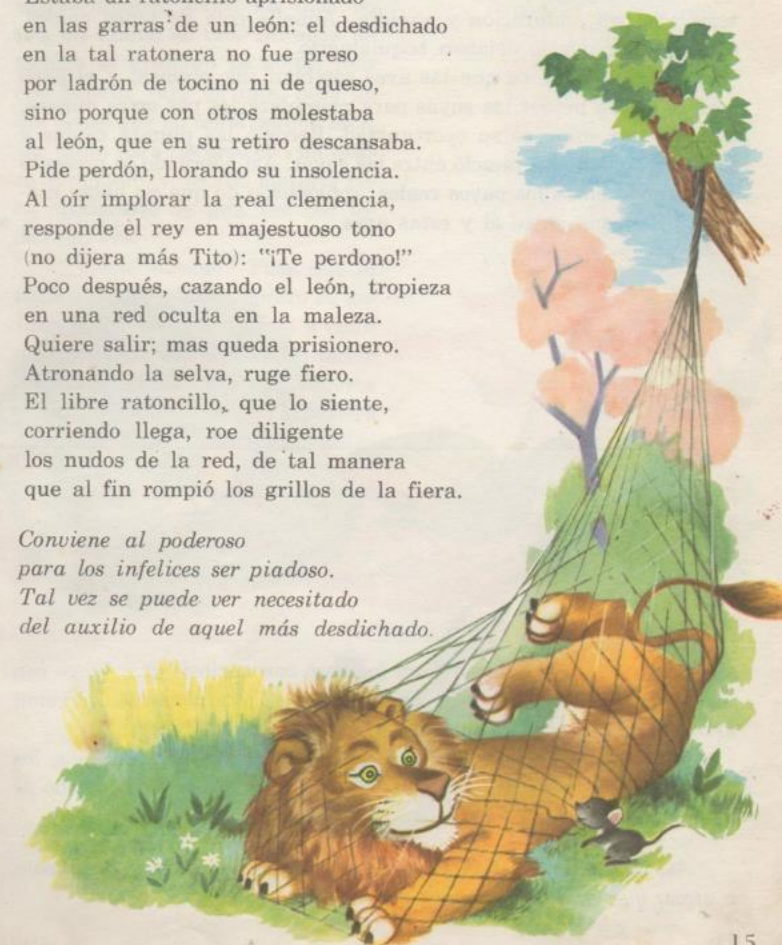 Estaba un ratoncillo aprisionado
en las garras de un león: el desdichado
en la tal ratonera no fue preso
por ladrón de tocino ni de queso,
sino porque con otros molestaba
al león, que en su retiro descansaba.
Pide perdón, llorando su insolencia.
Al oír implorar la real clemencia,
responde el rey en majestuoso tono
(no dijera más Tito): "¡Te perdono!"
Poco después, cazando el león, tropieza
en una red oculta en la maleza.
Quiere salir; mas queda prisionero.
Atronando la selva, ruge fiero.
El libre ratoncillo, que lo siente,
corriendo llega, roe diligente
los nudos de la red, de tal manera
que al fin rompió los grillos de la fiera.
Conviene al poderoso
para los infelices ser piadoso.
Tal vez se puede ver necesitado
del auxilio de aquel más desdichado.
15